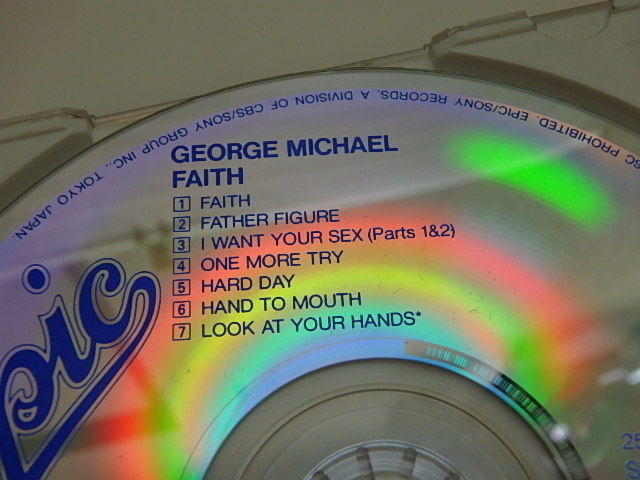 SC PROHIBITED. EPIC/SONY RECORDS. A DIVISION OF CBS/SONY GROUP INC., TOKYO JAPAN
GEORGE MICHAEL
FAITH
1 FAITH
2 FATHER FIGURE
3 I WANT YOUR SEX (Parts 1&2)
4 ONE MORE TRY
5 HARD DAY
6 HAND TO MOUTH
7 LOOK AT YOUR HANDS*
pic
25
S